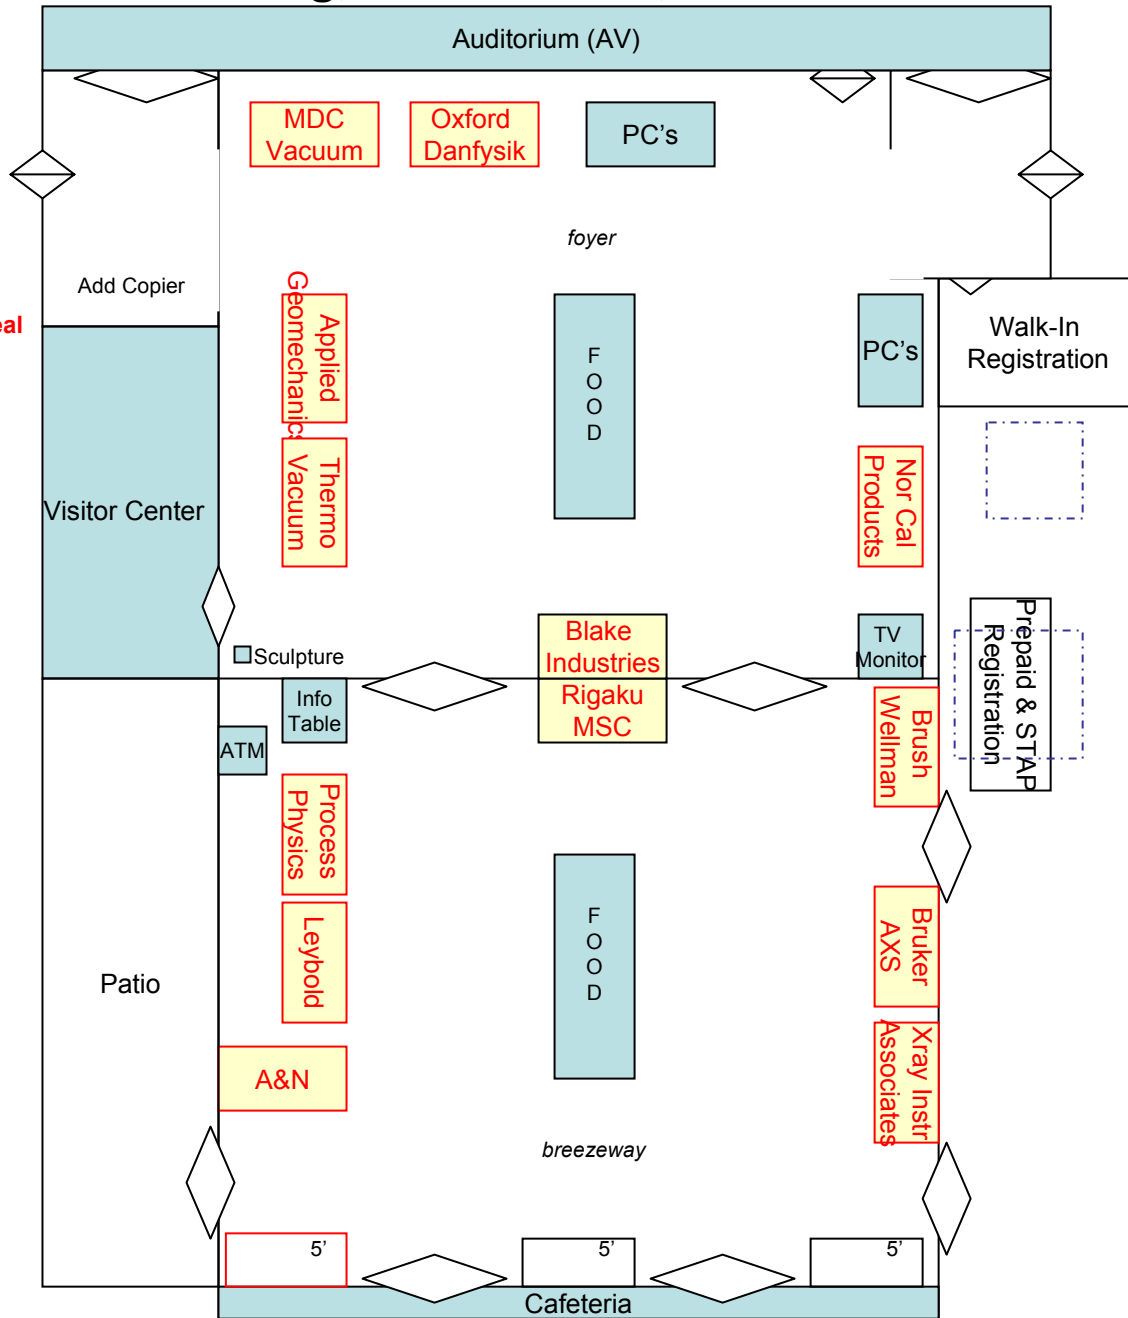 Auditorium (AV)
MDC
Vacuum
Oxford
Danfysik
PC's
foyer
Add Copier
Applied
Geomechanics
FOOD
PC's
Walk-In
Registration
Visitor Center
Thermo
Vacuum
Nor Cal
Products
Prepaid & STAP
Registration
Sculpture
Blake
Industries
TV
Monitor
Info
Table
Rigaku
MSC
Brush
Wellman
ATM
Process
Physics
Leybold
FOOD
Bruker
AXS
Patio
A&N
Xray Instr
Associates
breezeway
5'
5'
5'
Cafeteria